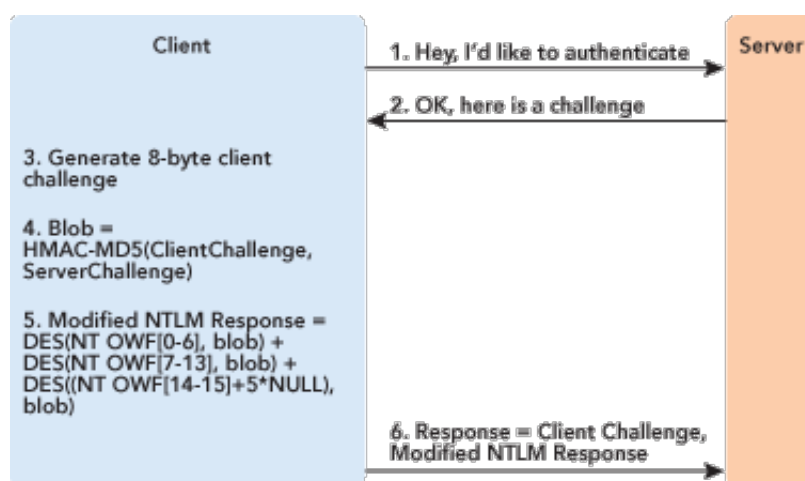 Client
Server
1. Hey, I'd like to authenticate
2. OK, here is a challenge
3. Generate 8-byte client
challenge
4. Blob =
HMAC-MD5(ClientChallenge,
ServerChallenge)
5. Modified NTLM Response =
DES(NT OWF[0-6], blob) +
DES(NT OWF[7-13], blob) +
DES((NT OWF[14-15]+5*NULL),
blob)
6. Response = Client Challenge,
Modified NTLM Response